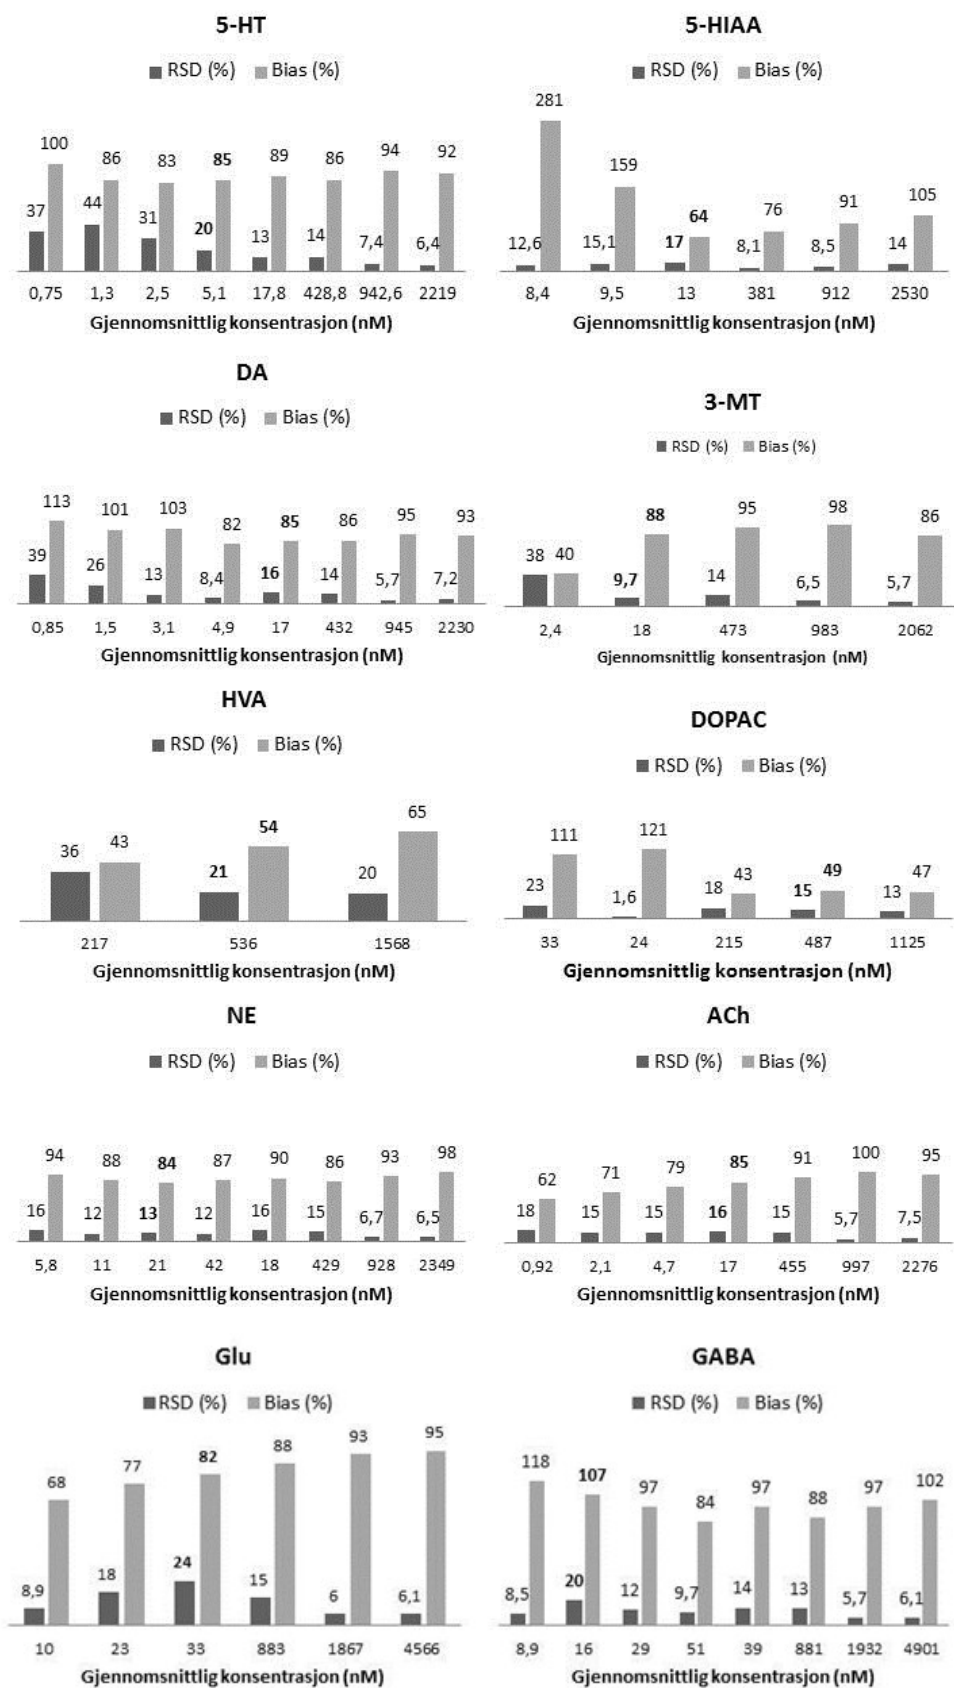 5-HT
RSD (%) Bias (%)
100 86 83 85 89 86 94 92
37 44 31 20 13 14 7,4 6,4
0,75 1,3 2,5 5,1 17,8 428,8 942,6 2219
Gjennomsnittlig konsentrasjon (nM)
5-HIAA
RSD (%) Bias (%)
281 159 64 76 91 105
12,6 15,1 17 8,1 8,5 14
8,4 9,5 13 381 912 2530
Gjennomsnittlig konsentrasjon (nM)
DA
RSD (%) Bias (%)
113 101 103 82 85 86 95 93
39 26 13 8,4 16 14 5,7 7,2
0,85 1,5 3,1 4,9 17 432 945 2230
Gjennomsnittlig konsentrasjon (nM)
3-MT
RSD (%) Bias (%)
40 88 95 98 86
38 9,7 14 6,5 5,7
2,4 18 473 983 2062
Gjennomsnittlig konsentrasjon (nM)
HVA
RSD (%) Bias (%)
43 54 65
36 21 20
217 536 1568
Gjennomsnittlig konsentrasjon (nM)
DOPAC
RSD (%) Bias (%)
111 121 43 49 47
23 1,6 18 15 13
33 24 215 487 1125
Gjennomsnittlig konsentrasjon (nM)
NE
RSD (%) Bias (%)
94 88 84 87 90 86 93 98
16 12 13 12 16 15 6,7 6,5
5,8 11 21 42 18 429 928 2349
Gjennomsnittlig konsentrasjon (nM)
ACh
RSD (%) Bias (%)
62 71 79 85 91 100 95
18 15 15 16 15 5,7 7,5
0,92 2,1 4,7 17 455 997 2276
Gjennomsnittlig konsentrasjon (nM)
Glu
RSD (%) Bias (%)
68 77 82 88 93 95
8,9 18 24 15 6 6,1
10 23 33 883 1867 4566
Gjennomsnittlig konsentrasjon (nM)
GABA
RSD (%) Bias (%)
118 107 97 84 97 88 97 102
8,5 20 12 9,7 14 13 5,7 6,1
8,9 16 29 51 39 881 1932 4901
Gjennomsnittlig konsentrasjon (nM)